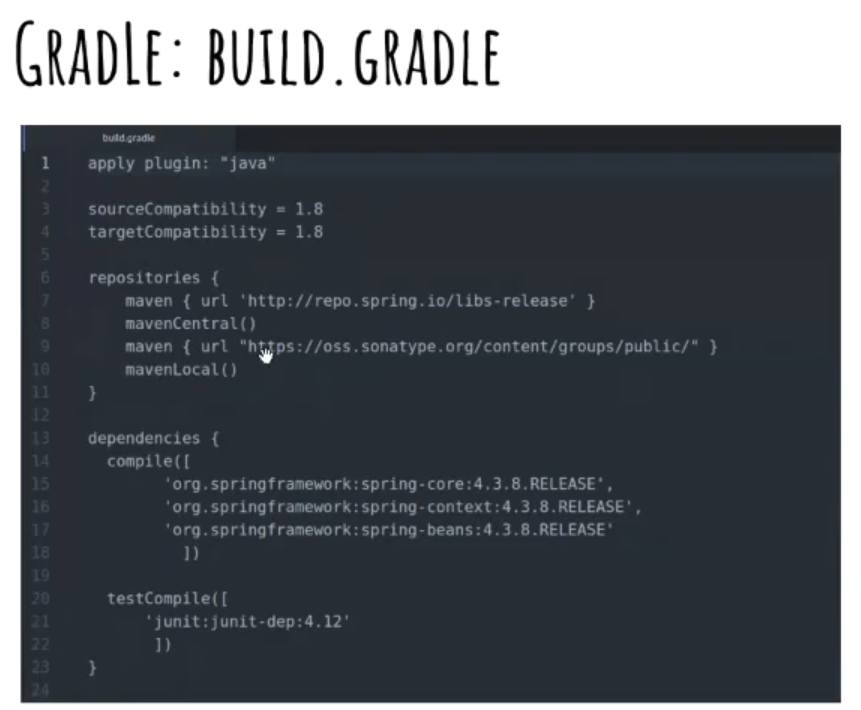 Gradle: build.gradle
build.gradle
1 apply plugin: "java"
2
3 sourceCompatibility = 1.8
4 targetCompatibility = 1.8
5
6 repositories {
7 maven { url 'http://repo.spring.io/libs-release' }
8 mavenCentral()
9 maven { url "https://oss.sonatype.org/content/groups/public/" }
10 mavenLocal()
11 }
12
13 dependencies {
14 compile([
15 'org.springframework:spring-core:4.3.8.RELEASE',
16 'org.springframework:spring-context:4.3.8.RELEASE',
17 'org.springframework:spring-beans:4.3.8.RELEASE'
18 ])
19
20 testCompile([
21 'junit:junit-dep:4.12'
22 ])
23 }
24